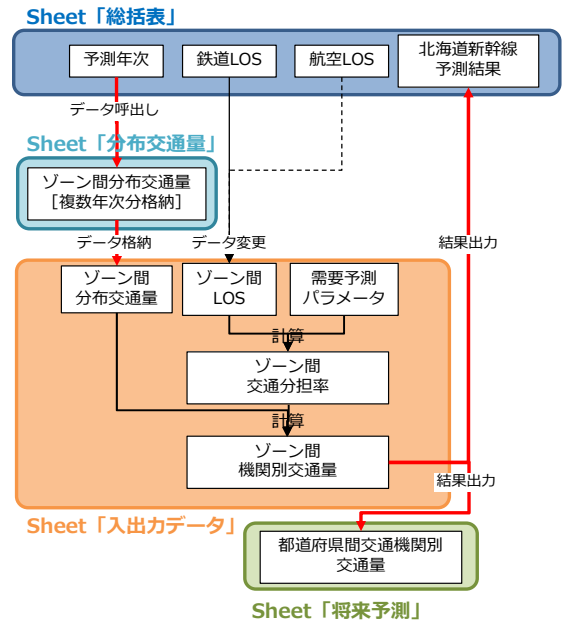 Sheet「総括表」
予測年次
鉄道LOS
航空LOS
北海道新幹線
予測結果
データ呼出し
Sheet「分布交通量」
ゾーン間分布交通量
[複数年次分格納]
データ格納
データ変更
結果出力
ゾーン間
分布交通量
ゾーン間
LOS
需要予測
パラメータ
計算
ゾーン間
交通分担率
計算
ゾーン間
機関別交通量
結果出力
Sheet「入出力データ」
都道府県間交通機関別
交通量
Sheet「将来予測」